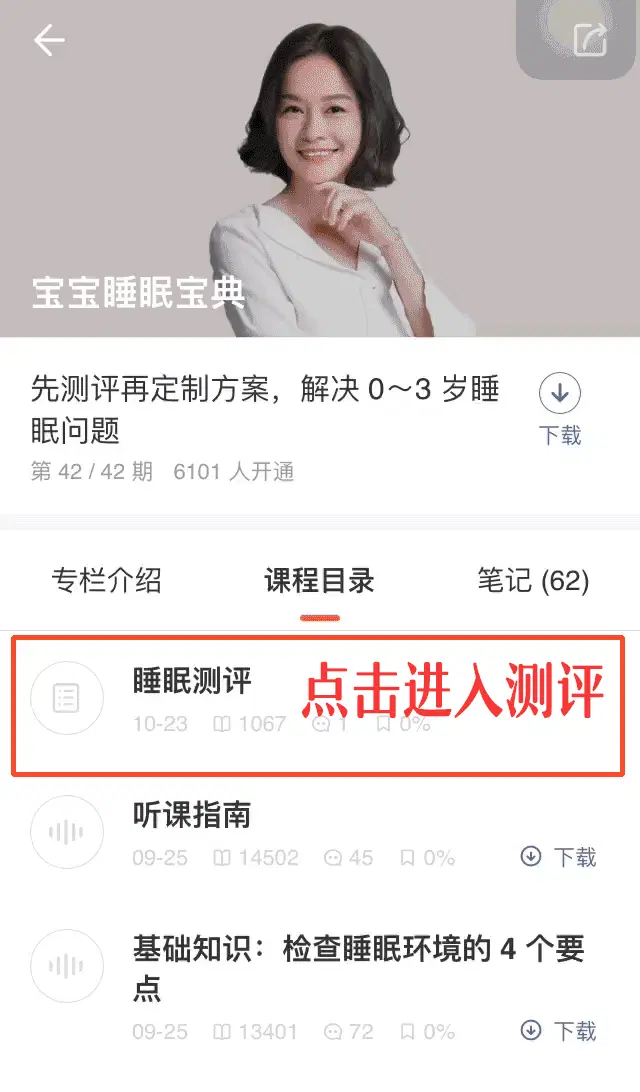 宝宝睡眠宝典
先测评再定制方案，解决 0～3 岁睡
眠问题
下载
第 42 / 42 期 6101 人开通
专栏介绍 课程目录 笔记 (62)
睡眠测评
点击进入测评
10-23 1067 1 0%
听课指南
09-25 14502 45 0% 下载
基础知识：检查睡眠环境的 4 个要
点
09-25 13401 72 0% 下载